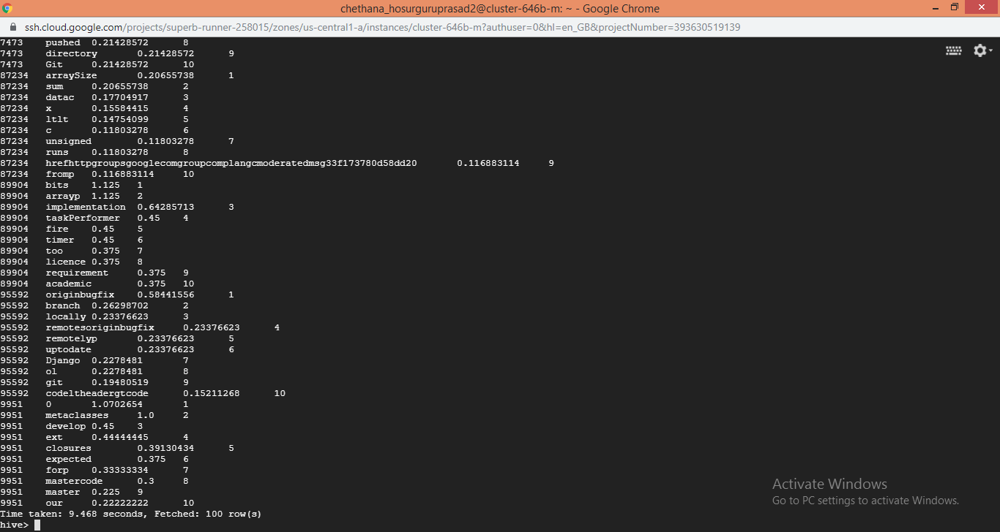 chethana_hosurguruprasad2@cluster-646b-m: ~ - Google Chrome
ssh.cloud.google.com/projects/superb-runner-258015/zones/us-central1-a/instances/cluster-646b-m?authuser=0&hl=en_GB&projectNumber=393630519139
7473 pushed 0.21428572 8
7473 directory 0.21428572 9
7473 Git 0.21428572 10
87234 arraySize 0.20655738 1
87234 sum 0.20655738 2
87234 datac 0.17704917 3
87234 x 0.15584415 4
87234 ltlt 0.14754099 5
87234 c 0.11803278 6
87234 unsigned 0.11803278 7
87234 runs 0.11803278 8
87234 hrefhttpgroupsgooglecomgroupcomplangcmoderatedmsg33f173780d58dd20 0.116883114 9
87234 fromp 0.116883114 10
89904 bits 1.125 1
89904 arrayp 1.125 2
89904 implementation 0.64285713 3
89904 taskPerformer 0.45 4
89904 fire 0.45 5
89904 timer 0.45 6
89904 too 0.375 7
89904 licence 0.375 8
89904 requirement 0.375 9
89904 academic 0.375 10
95592 originbugfix 0.58441556 1
95592 branch 0.26298702 2
95592 locally 0.23376623 3
95592 remotesoriginbugfix 0.23376623 4
95592 remotelyp 0.23376623 5
95592 uptodate 0.23376623 6
95592 Django 0.2278481 7
95592 ol 0.2278481 8
95592 git 0.19480519 9
95592 codeltheadergtcode 0.15211268 10
9951 0 1.0702654 1
9951 metaclasses 1.0 2
9951 develop 0.45 3
9951 ext 0.44444445 4
9951 closures 0.39130434 5
9951 expected 0.375 6
9951 forp 0.33333334 7
9951 mastercode 0.3 8
9951 master 0.225 9
9951 our 0.22222222 10
Time taken: 9.468 seconds, Fetched: 100 row(s)
hive>
Activate Windows
Go to PC settings to activate Windows.